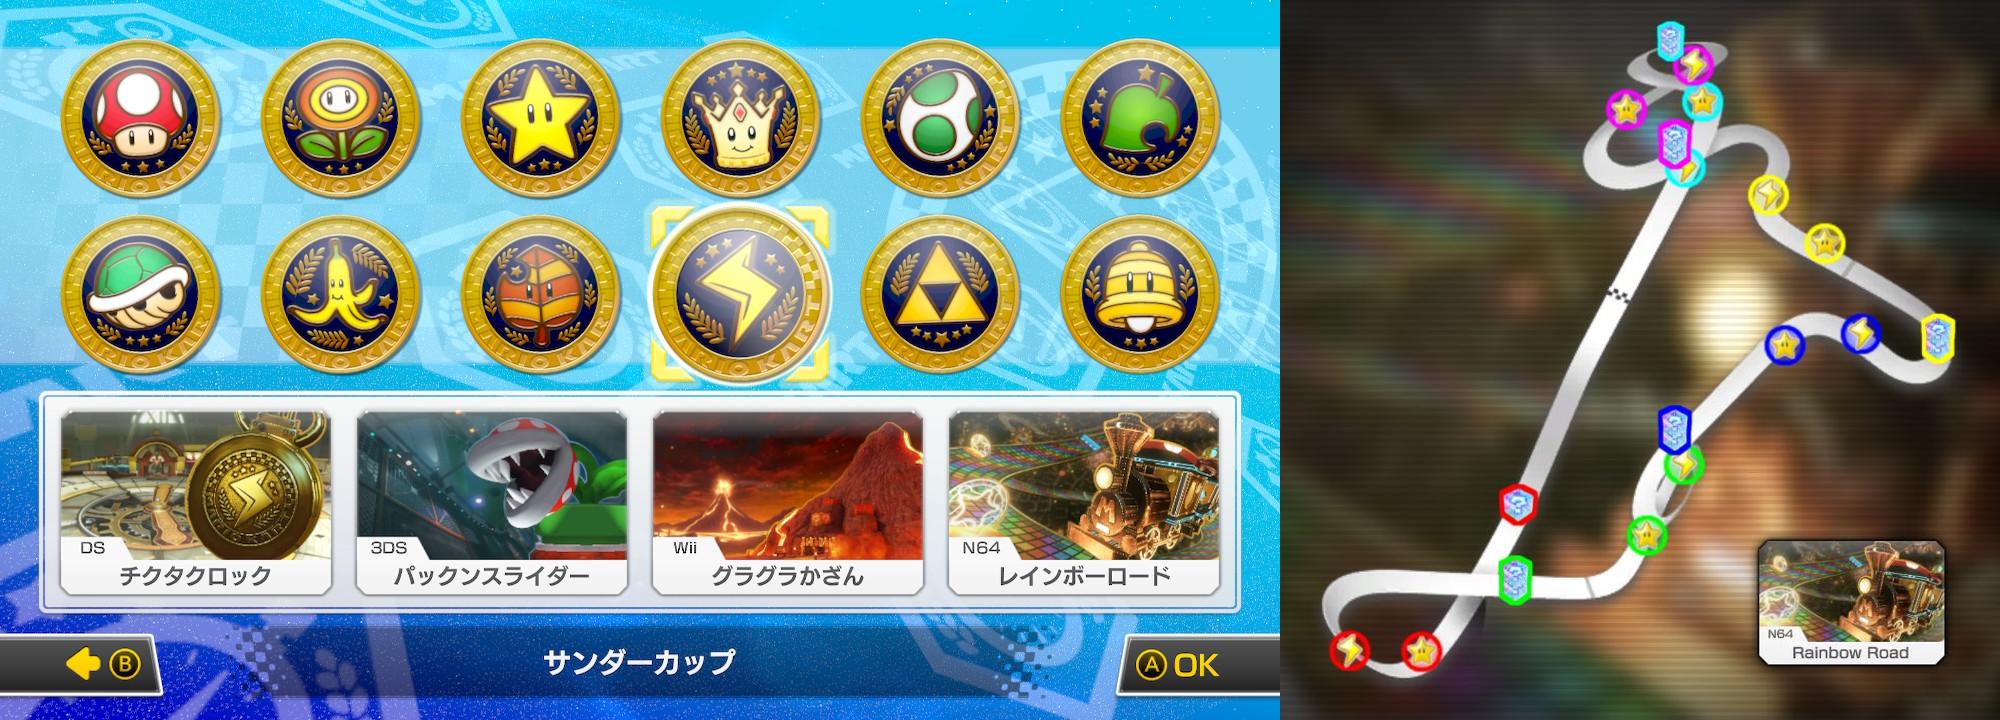 DS
チクタクロック
3DS
パックンスライダー
Wii
グラグラかざん
N64
レインボーロード
B
サンダーカップ
A OK
N64
Rainbow Road